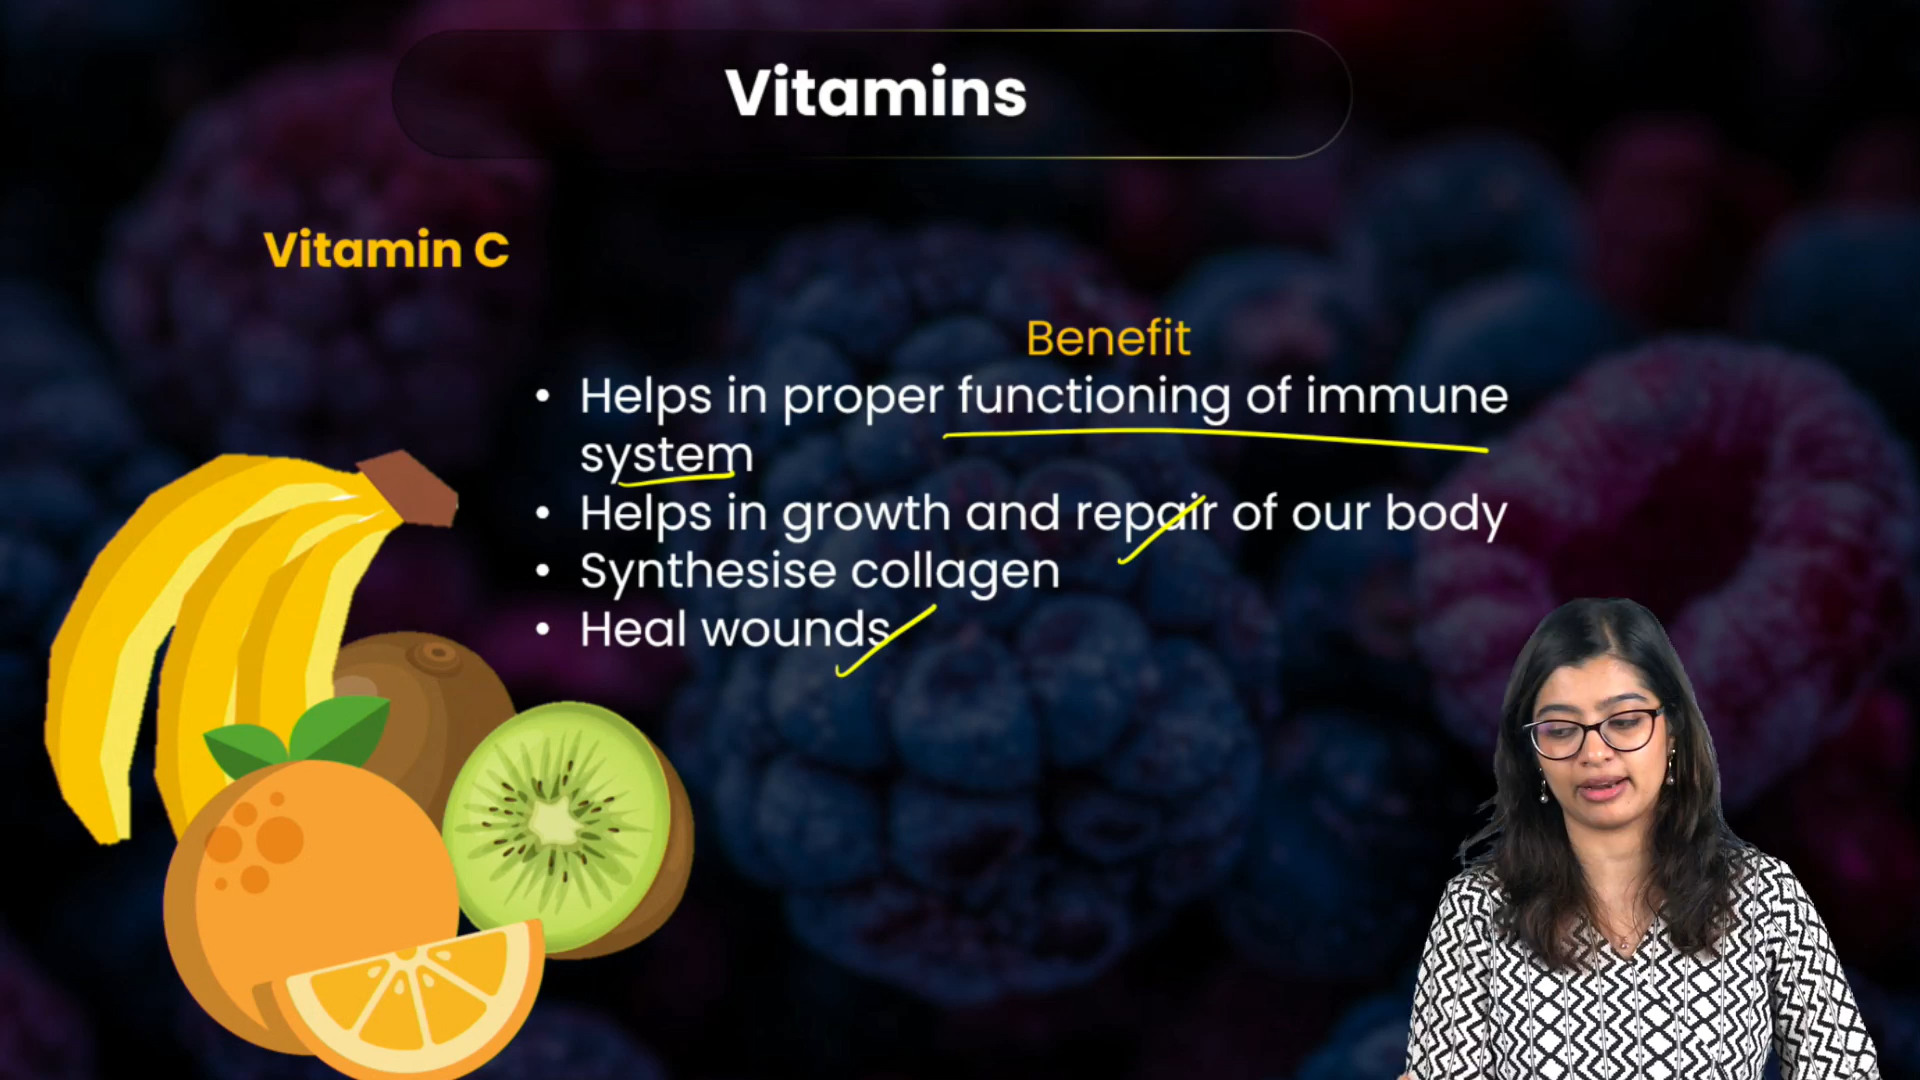 Vitamins
Vitamin C
Benefit
• Helps in proper functioning of immune
system
• Helps in growth and repair of our body
• Synthesise collagen
• Heal wounds